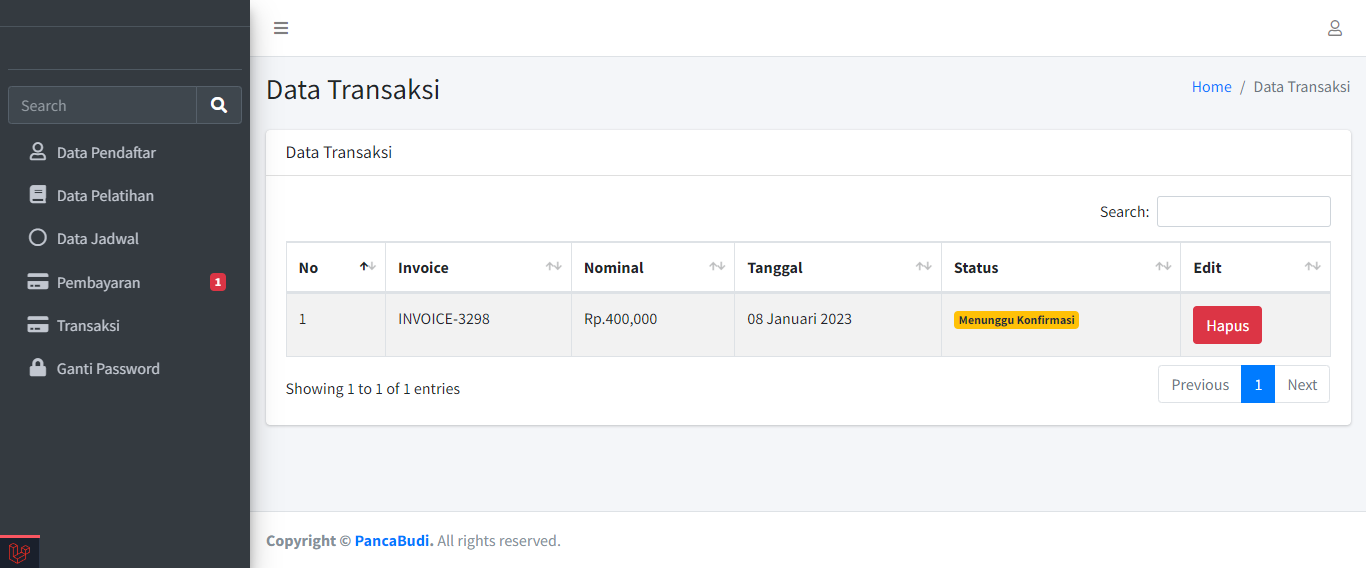 Data Transaksi
Home / Data Transaksi
Search
Data Pendaftar
Data Pelatihan
Data Jadwal
Pembayaran 1
Transaksi
Ganti Password
Data Transaksi
Search:
No Invoice Nominal Tanggal Status Edit
1 INVOICE-3298 Rp.400,000 08 Januari 2023 Menunggu Konfirmasi Hapus
Showing 1 to 1 of 1 entries
Previous 1 Next
Copyright © PancaBudi. All rights reserved.